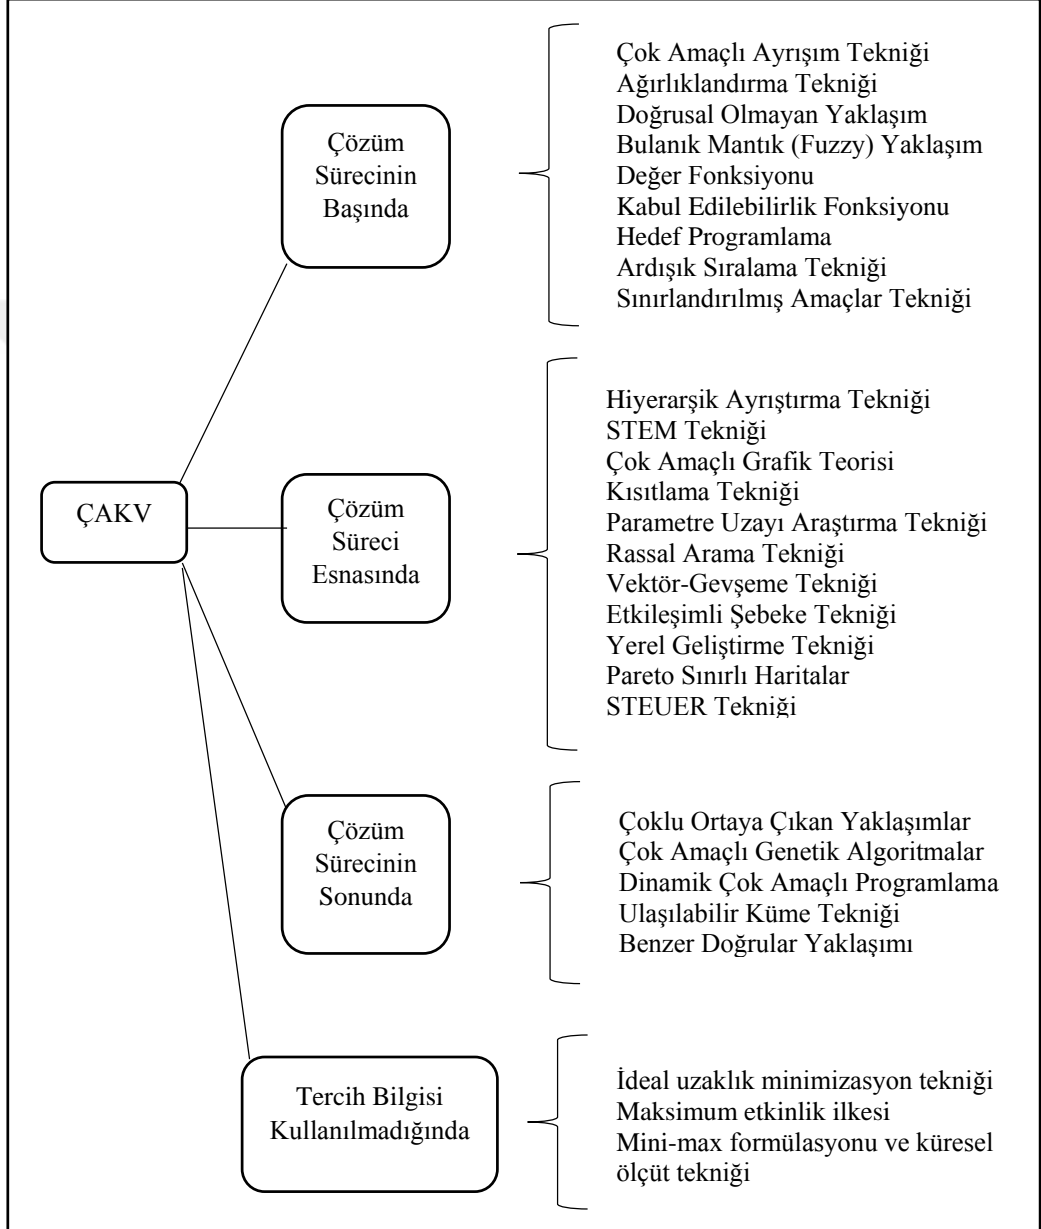 ÇAKV
Çözüm
Sürecinin
Başında
Çok Amaçlı Ayrışım Tekniği
Ağırlıklandırma Tekniği
Doğrusal Olmayan Yaklaşım
Bulanık Mantık (Fuzzy) Yaklaşım
Değer Fonksiyonu
Kabul Edilebilirlik Fonksiyonu
Hedef Programlama
Ardışık Sıralama Tekniği
Sınırlandırılmış Amaçlar Tekniği
Çözüm
Süreci
Esnasında
Hiyerarşik Ayrıştırma Tekniği
STEM Tekniği
Çok Amaçlı Grafik Teorisi
Kısıtlama Tekniği
Parametre Uzayı Araştırma Tekniği
Rassal Arama Tekniği
Vektör-Gevşeme Tekniği
Etkileşimli Şebeke Tekniği
Yerel Geliştirme Tekniği
Pareto Sınırlı Haritalar
STEUER Tekniği
Çözüm
Sürecinin
Sonunda
Çoklu Ortaya Çıkan Yaklaşımlar
Çok Amaçlı Genetik Algoritmalar
Dinamik Çok Amaçlı Programlama
Ulaşılabilir Küme Tekniği
Benzer Doğrular Yaklaşımı
Tercih Bilgisi
Kullanılmadığında
İdeal uzaklık minimizasyon tekniği
Maksimum etkinlik ilkesi
Mini-max formülasyonu ve küresel
ölçüt tekniği